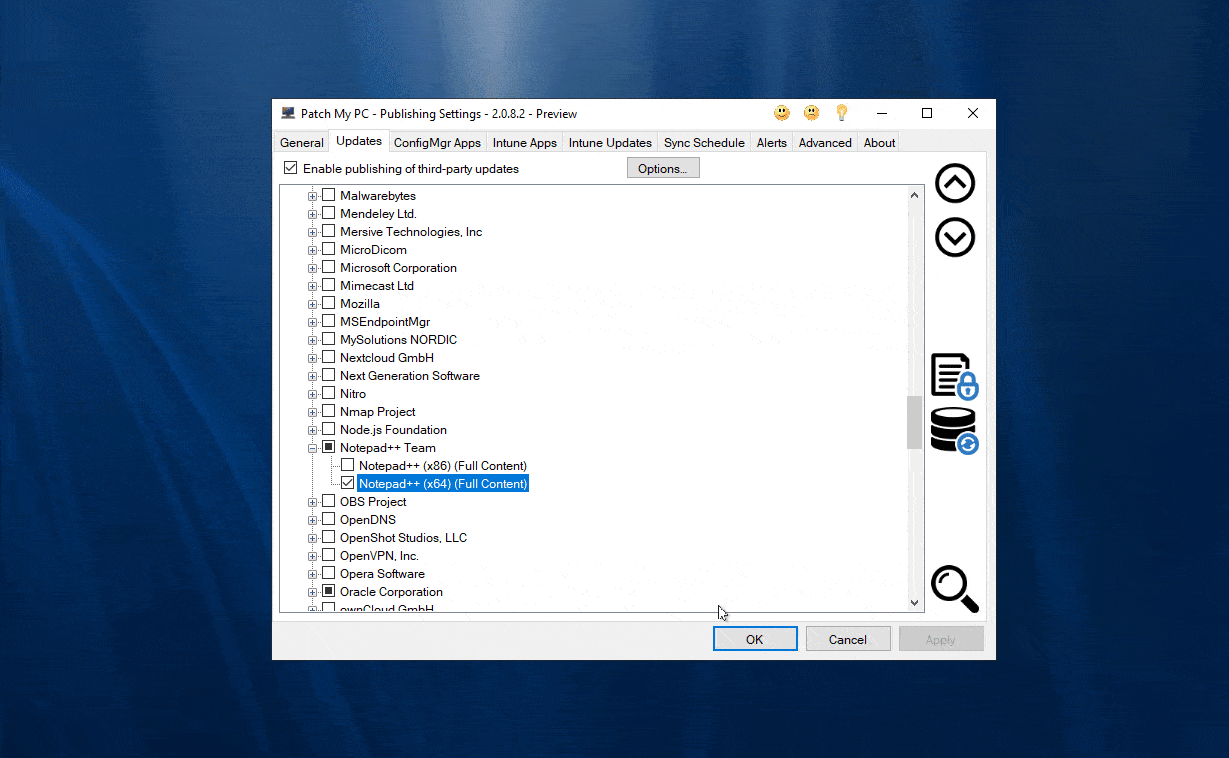 Patch My PC - Publishing Settings - 2.0.8.2 - Preview
General Updates ConfigMgr Apps Intune Apps Intune Updates Sync Schedule Alerts Advanced About
Enable publishing of third-party updates Options...
Malwarebytes
Mendeley Ltd.
Mersive Technologies, Inc
MicroDicom
Microsoft Corporation
Mimecast Ltd
Mozilla
MSEndpointMgr
MySolutions NORDIC
Nextcloud GmbH
Next Generation Software
Nitro
Nmap Project
Node.js Foundation
Notepad++ Team
Notepad++ (x86) (Full Content)
Notepad++ (x64) (Full Content)
OBS Project
OpenDNS
OpenShot Studios, LLC
OpenVPN, Inc.
Opera Software
Oracle Corporation
ownCloud GmbH
OK Cancel Apply